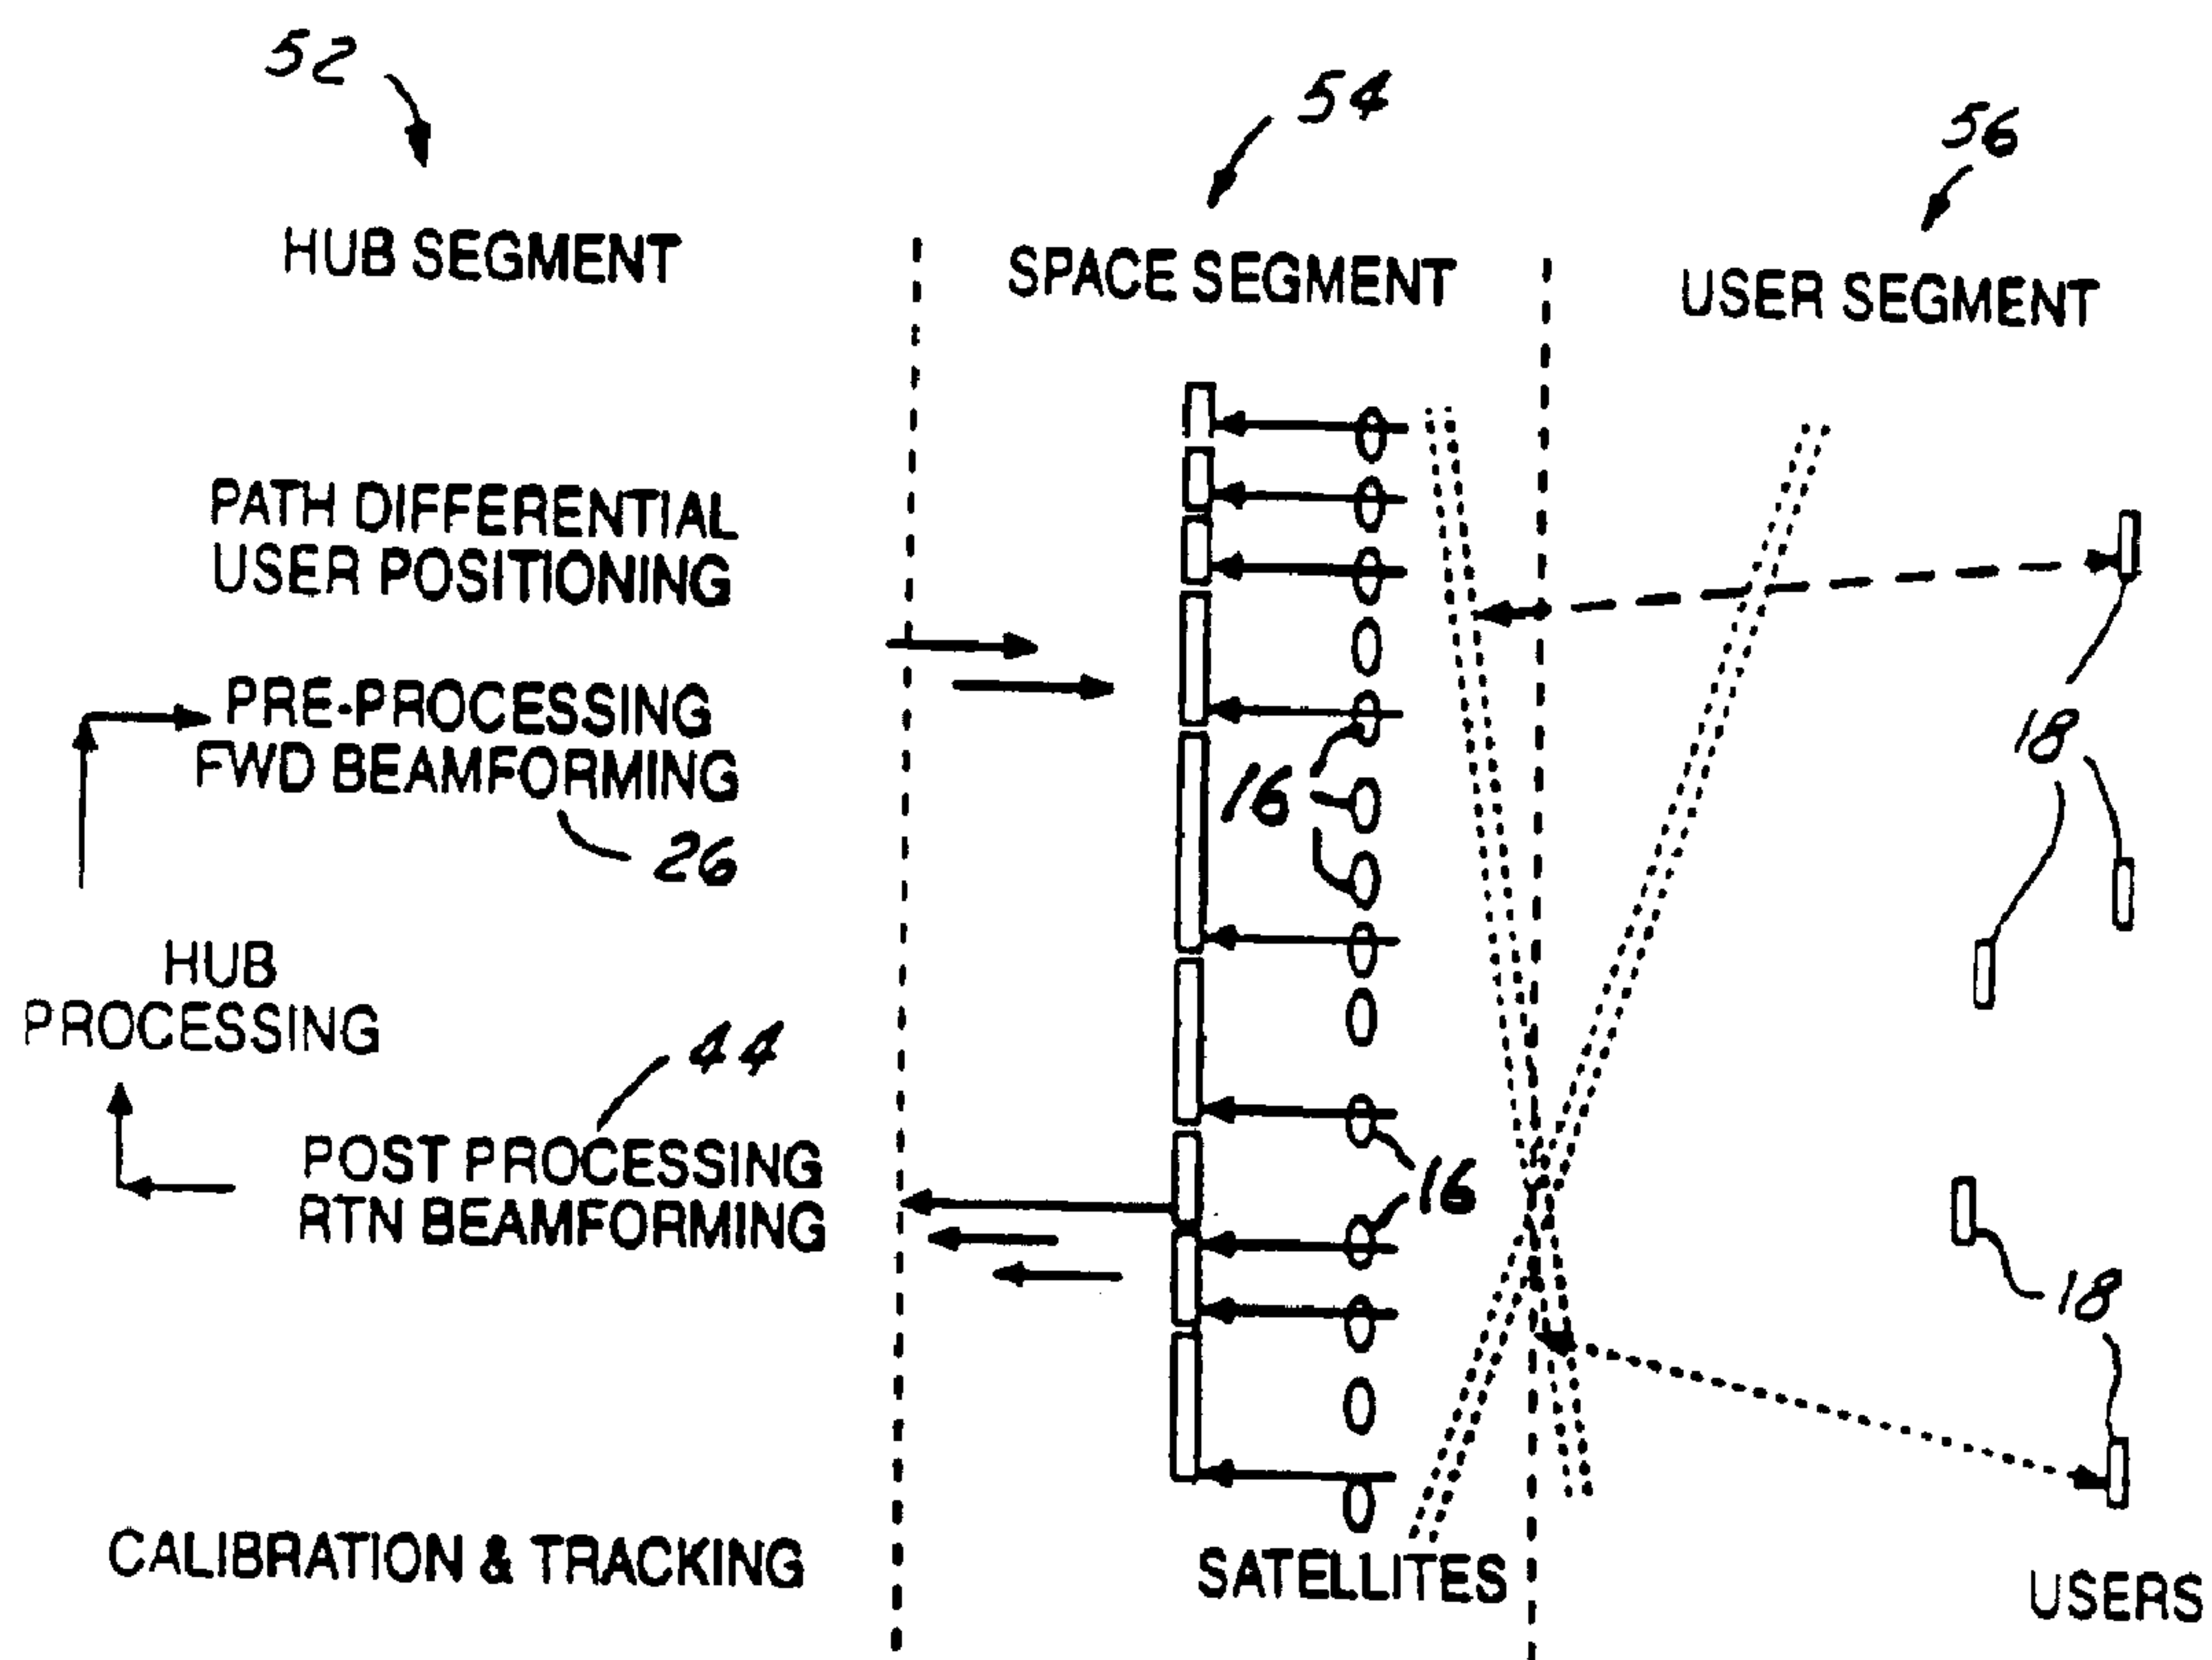 52
54
56
HUB SEGMENT
SPACE SEGMENT
USER SEGMENT
PATH DIFFERENTIAL
USER POSITIONING
PRE-PROCESSING
FWD BEAMFORMING
26
16
18
HUB
PROCESSING
44
POST PROCESSING
RTN BEAMFORMING
16
18
CALIBRATION & TRACKING
SATELLITES
USERS